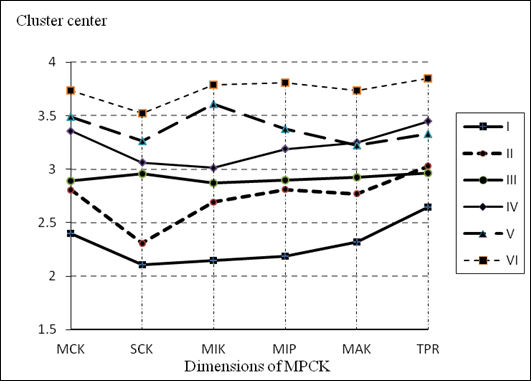 Cluster center
4
3.5
3
2.5
2
1.5
MCK SCK MIK MIP MAK TPR
Dimensions of MPCK
I
II
III
IV
V
VI